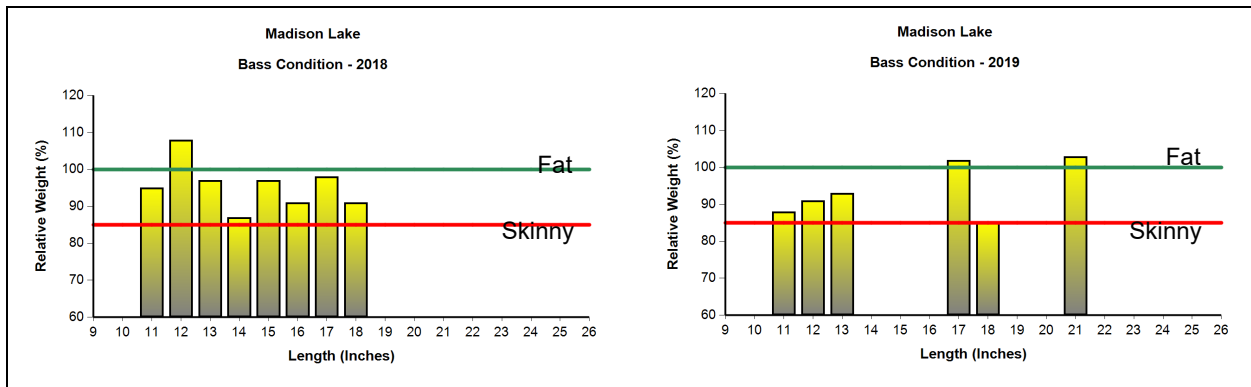 Madison Lake
Bass Condition - 2018
120
110
100
90
80
70
60
Relative Weight (%)
Fat
Skinny
9 10 11 12 13 14 15 16 17 18 19 20 21 22 23 24 25 26
Length (Inches)
Madison Lake
Bass Condition - 2019
120
110
100
90
80
70
60
Relative Weight (%)
Fat
Skinny
9 10 11 12 13 14 15 16 17 18 19 20 21 22 23 24 25 26
Length (Inches)